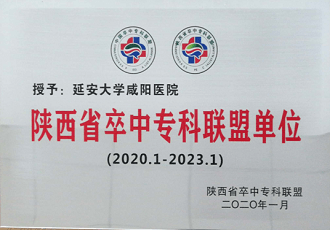 授予：延安大学咸阳医院
陕西省卒中专科联盟单位
(2020.1-2023.1)
陕西省卒中专科联盟
二〇二〇年一月